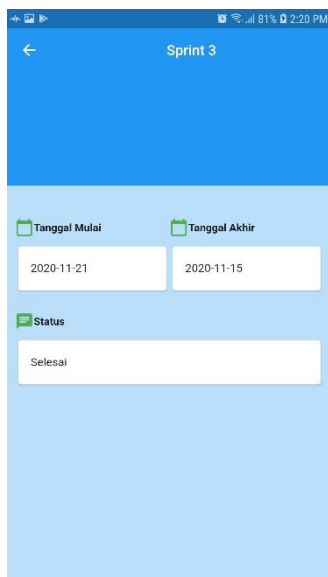 81% 2:20 PM
Sprint 3
Tanggal Mulai Tanggal Akhir
2020-11-21 2020-11-15
Status
Selesai